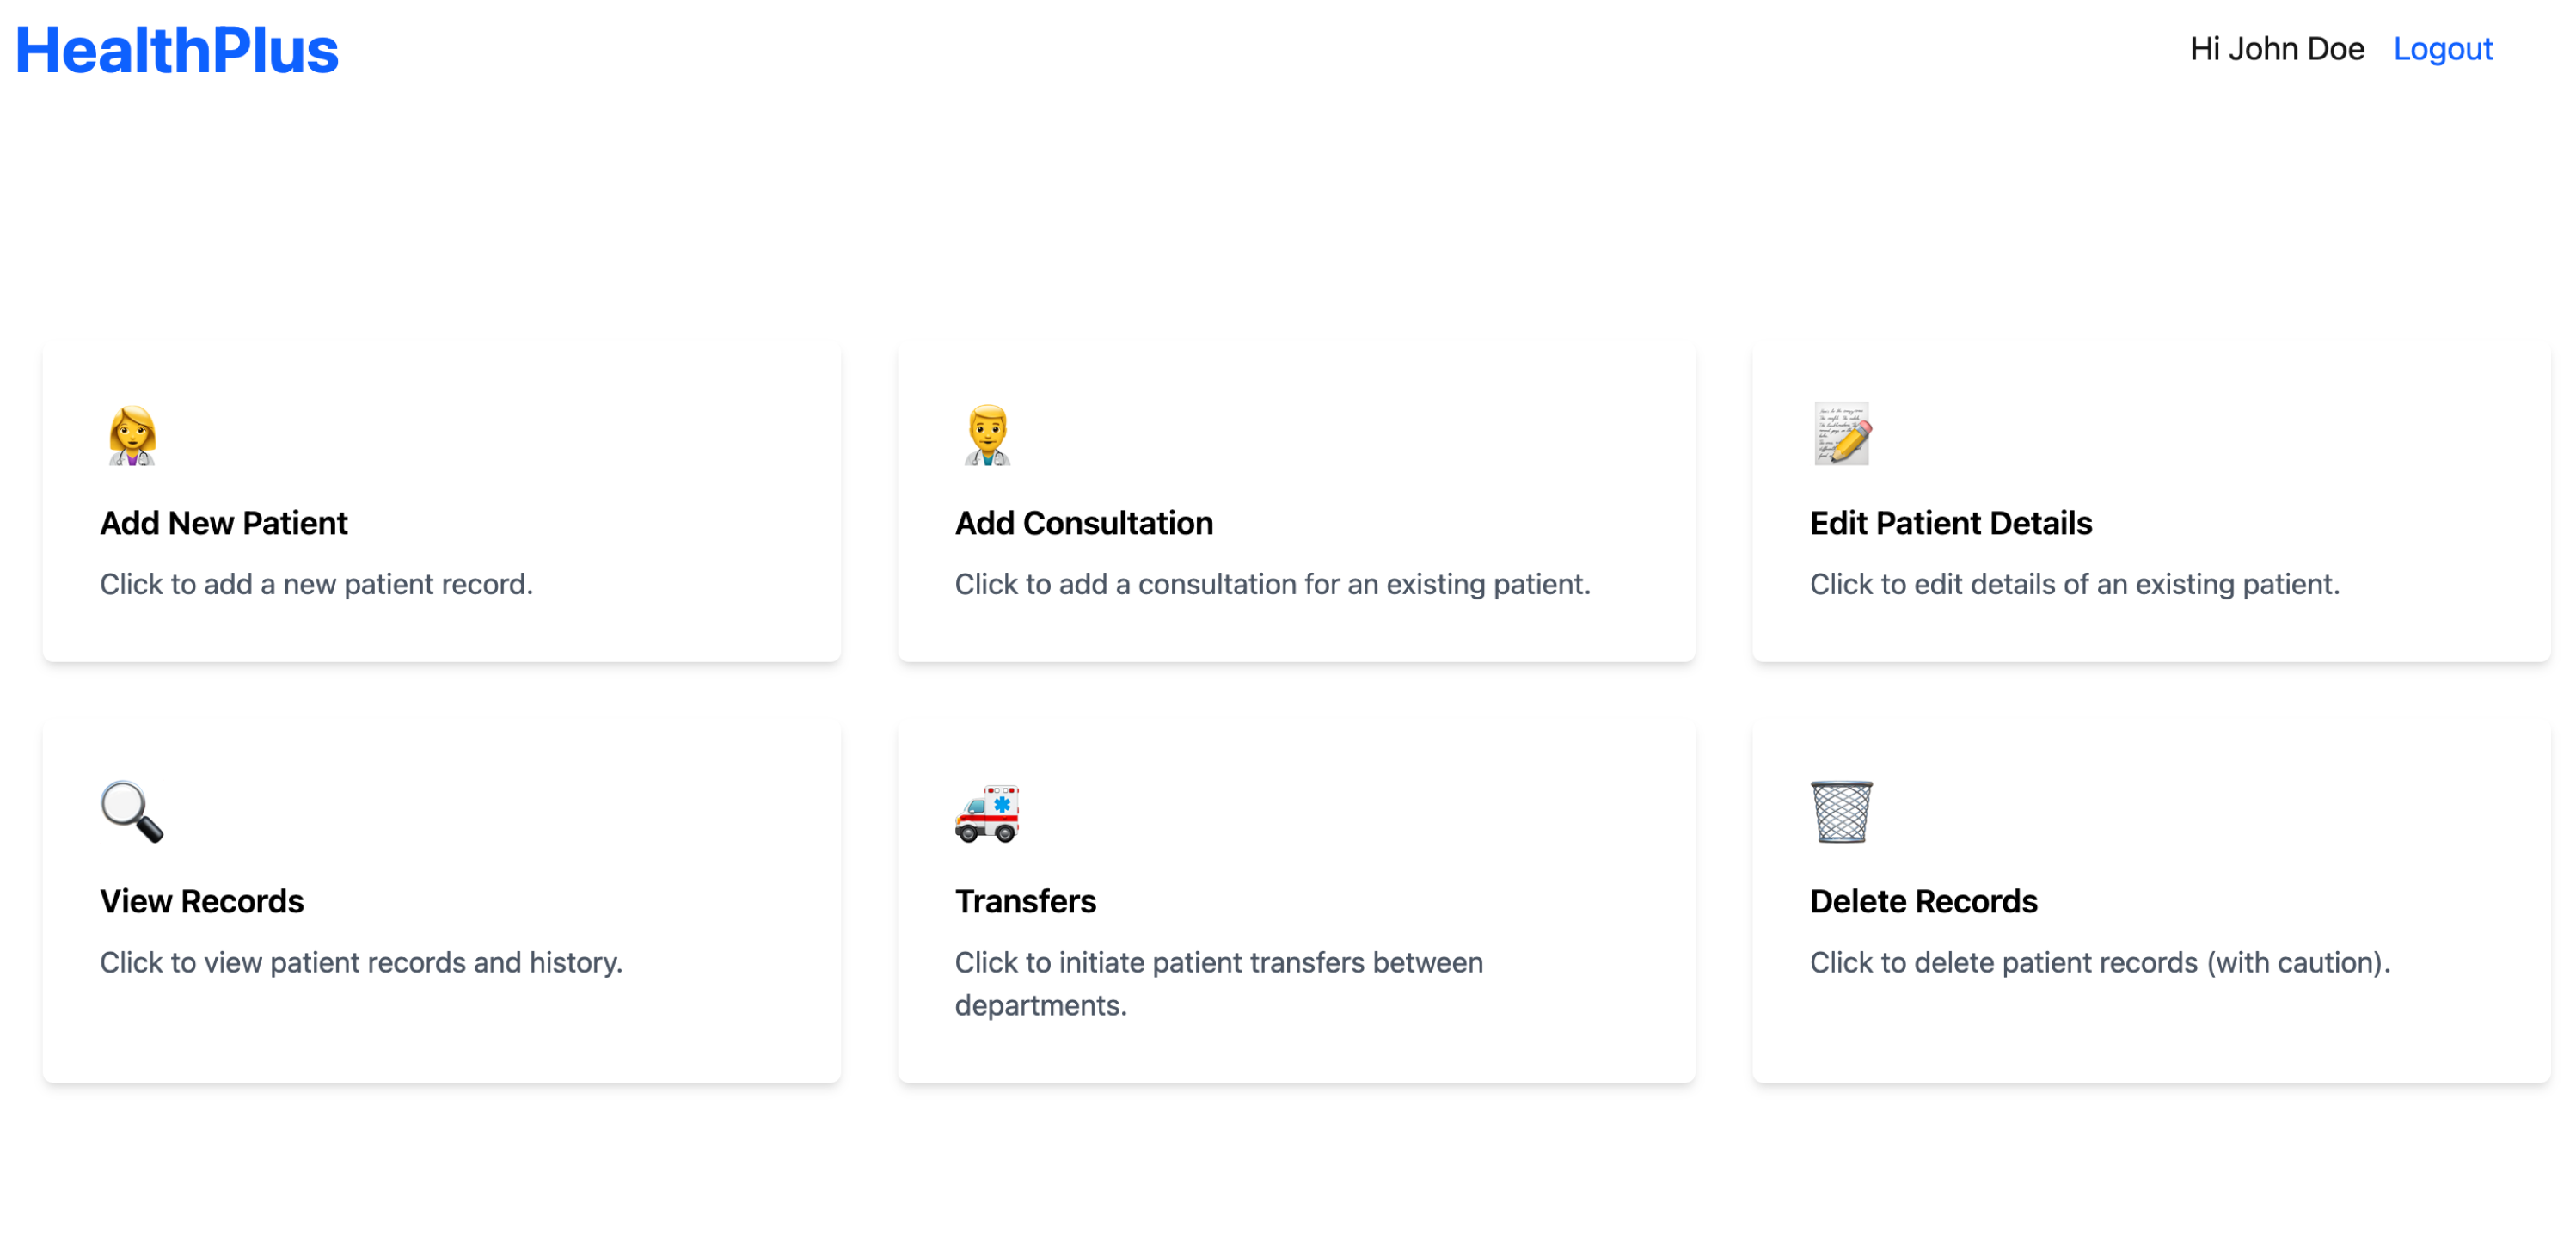 HealthPlus
Hi John Doe Logout
Add New Patient
Click to add a new patient record.
Add Consultation
Click to add a consultation for an existing patient.
Edit Patient Details
Click to edit details of an existing patient.
View Records
Click to view patient records and history.
Transfers
Click to initiate patient transfers between
departments.
Delete Records
Click to delete patient records (with caution).